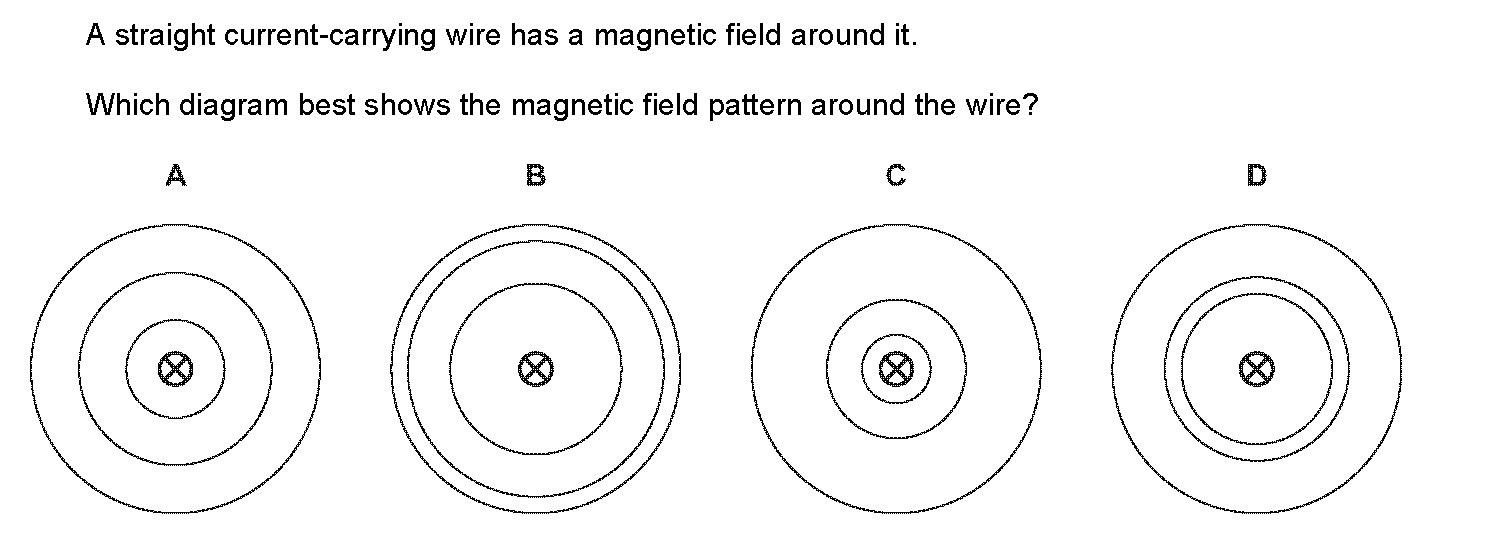 A straight current-carrying wire has a magnetic field around it.
Which diagram best shows the magnetic field pattern around the wire?
A B C D